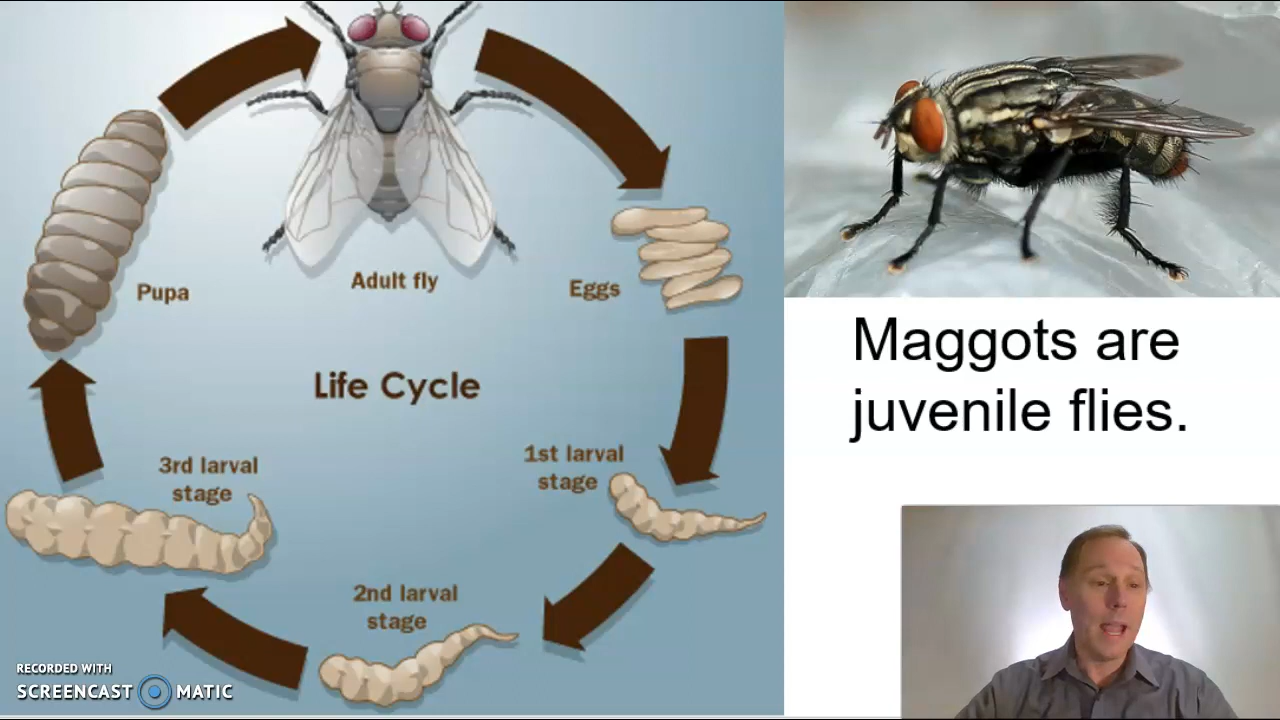 Adult fly
Eggs
Pupa
Life Cycle
1st larval
stage
3rd larval
stage
2nd larval
stage
Maggots are
juvenile flies.
RECORDED WITH
SCREENCAST MATIC